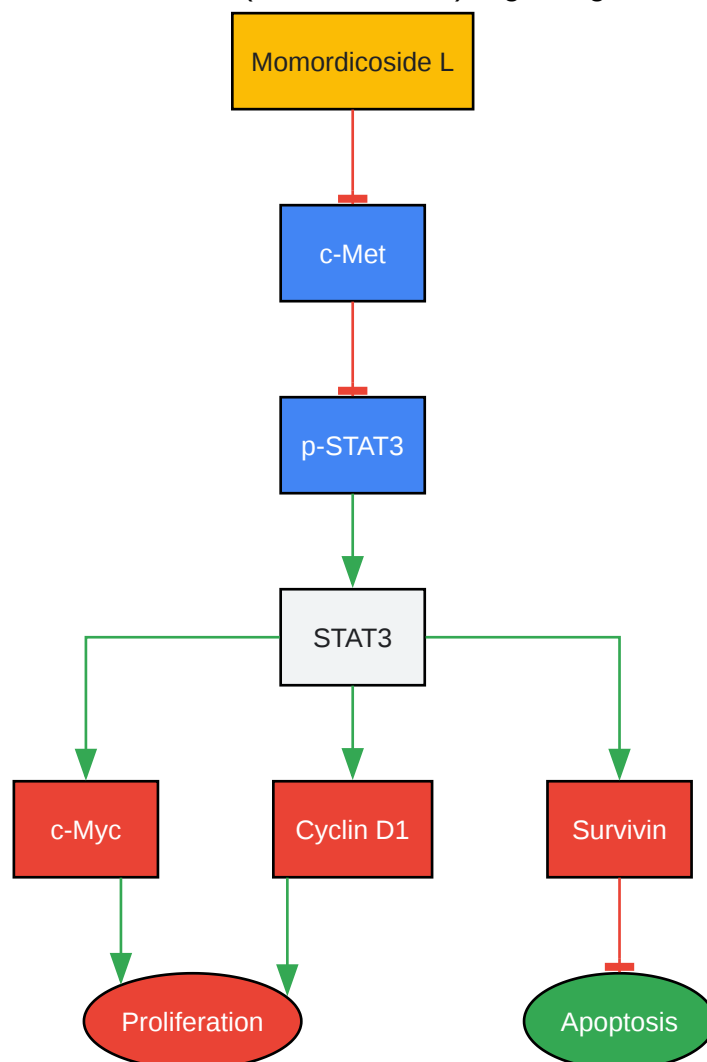 Momordicoside L
c-Met
p-STAT3
STAT3
c-Myc
Cyclin D1
Survivin
Proliferation
Apoptosis